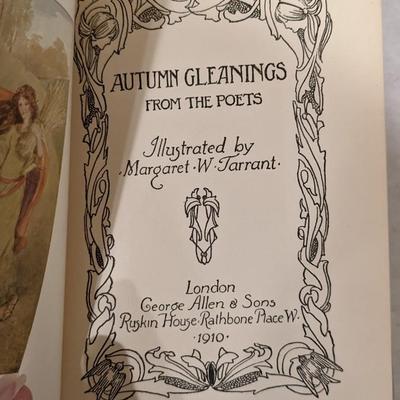 AUTUMN GLEANINGS
FROM THE POETS
Illustrated by
·Margaret·W·Tarrant·
London
George Allen & Sons
Ruskin House·Rathbone Place W.
·1910·